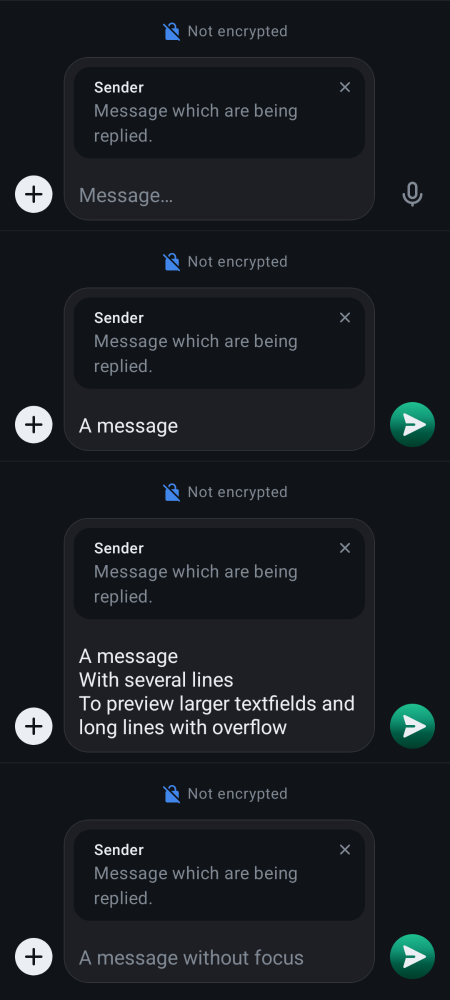 Not encrypted
Sender
Message which are being
replied.
Message…
Not encrypted
Sender
Message which are being
replied.
A message
Not encrypted
Sender
Message which are being
replied.
A message
With several lines
To preview larger textfields and
long lines with overflow
Not encrypted
Sender
Message which are being
replied.
A message without focus